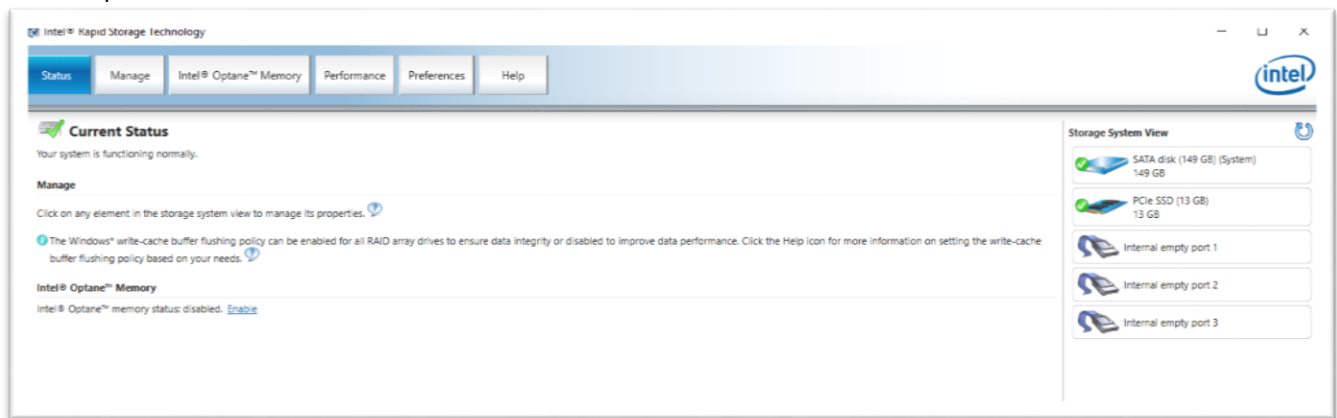 Intel® Rapid Storage Technology
Status Manage Intel® Optane™ Memory Performance Preferences Help
intel
Current Status
Your system is functioning normally.
Manage
Click on any element in the storage system view to manage its properties.
The Windows* write-cache buffer flushing policy can be enabled for all RAID array drives to ensure data integrity or disabled to improve data performance. Click the Help icon for more information on setting the write-cache
buffer flushing policy based on your needs.
Intel® Optane™ Memory
Intel® Optane™ memory status: disabled. Enable
Storage System View
SATA disk (149 GB) (System)
149 GB
PCIe SSD (13 GB)
13 GB
Internal empty port 1
Internal empty port 2
Internal empty port 3